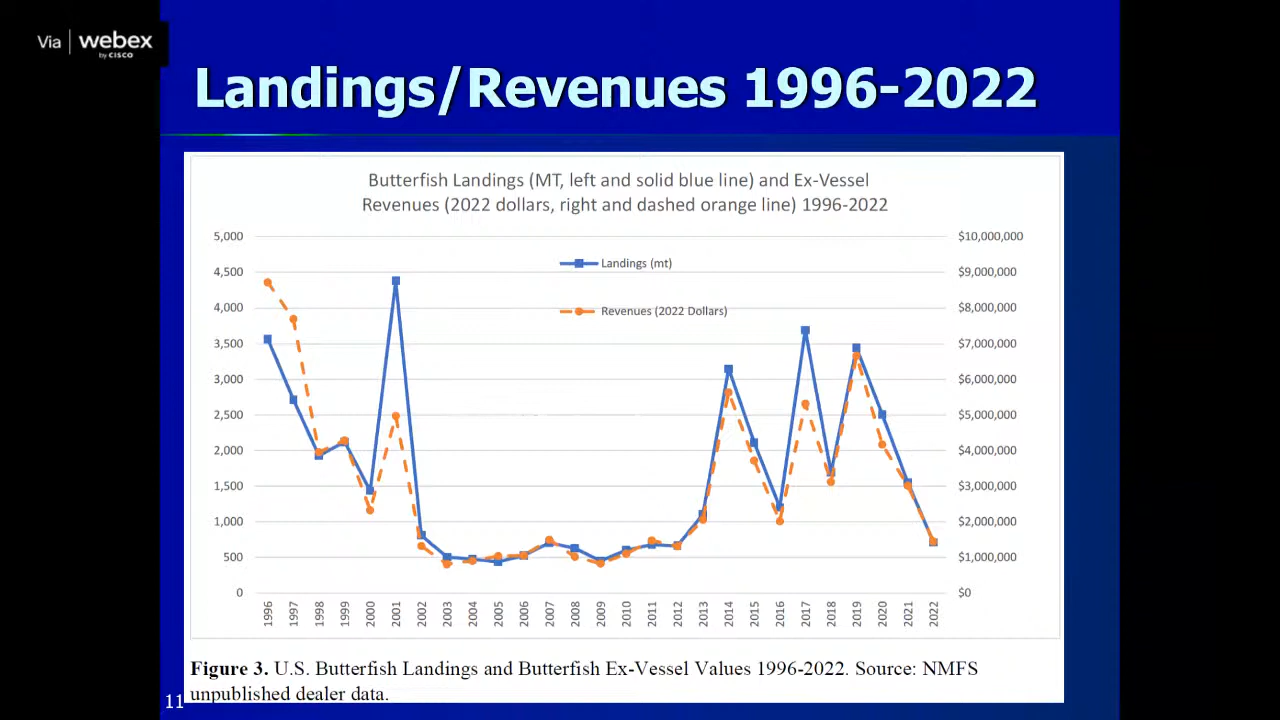 Via webex
by CISCO
Landings/Revenues 1996-2022
Butterfish Landings (MT, left and solid blue line) and Ex-Vessel
Revenues (2022 dollars, right and dashed orange line) 1996-2022
5,000 $10,000,000
Landings (mt)
4,500 $9,000,000
4,000 $8,000,000
Revenues (2022 Dollars)
3,500 $7,000,000
3,000 $6,000,000
2,500 $5,000,000
2,000 $4,000,000
1,500 $3,000,000
1,000 $2,000,000
500 $1,000,000
0 $0
1996 1997 1998 1999 2000 2001 2002 2003 2004 2005 2006 2007 2008 2009 2010 2011 2012 2013 2014 2015 2016 2017 2018 2019 2020 2021 2022
Figure 3. U.S. Butterfish Landings and Butterfish Ex-Vessel Values 1996-2022. Source: NMFS
unpublished dealer data.
11